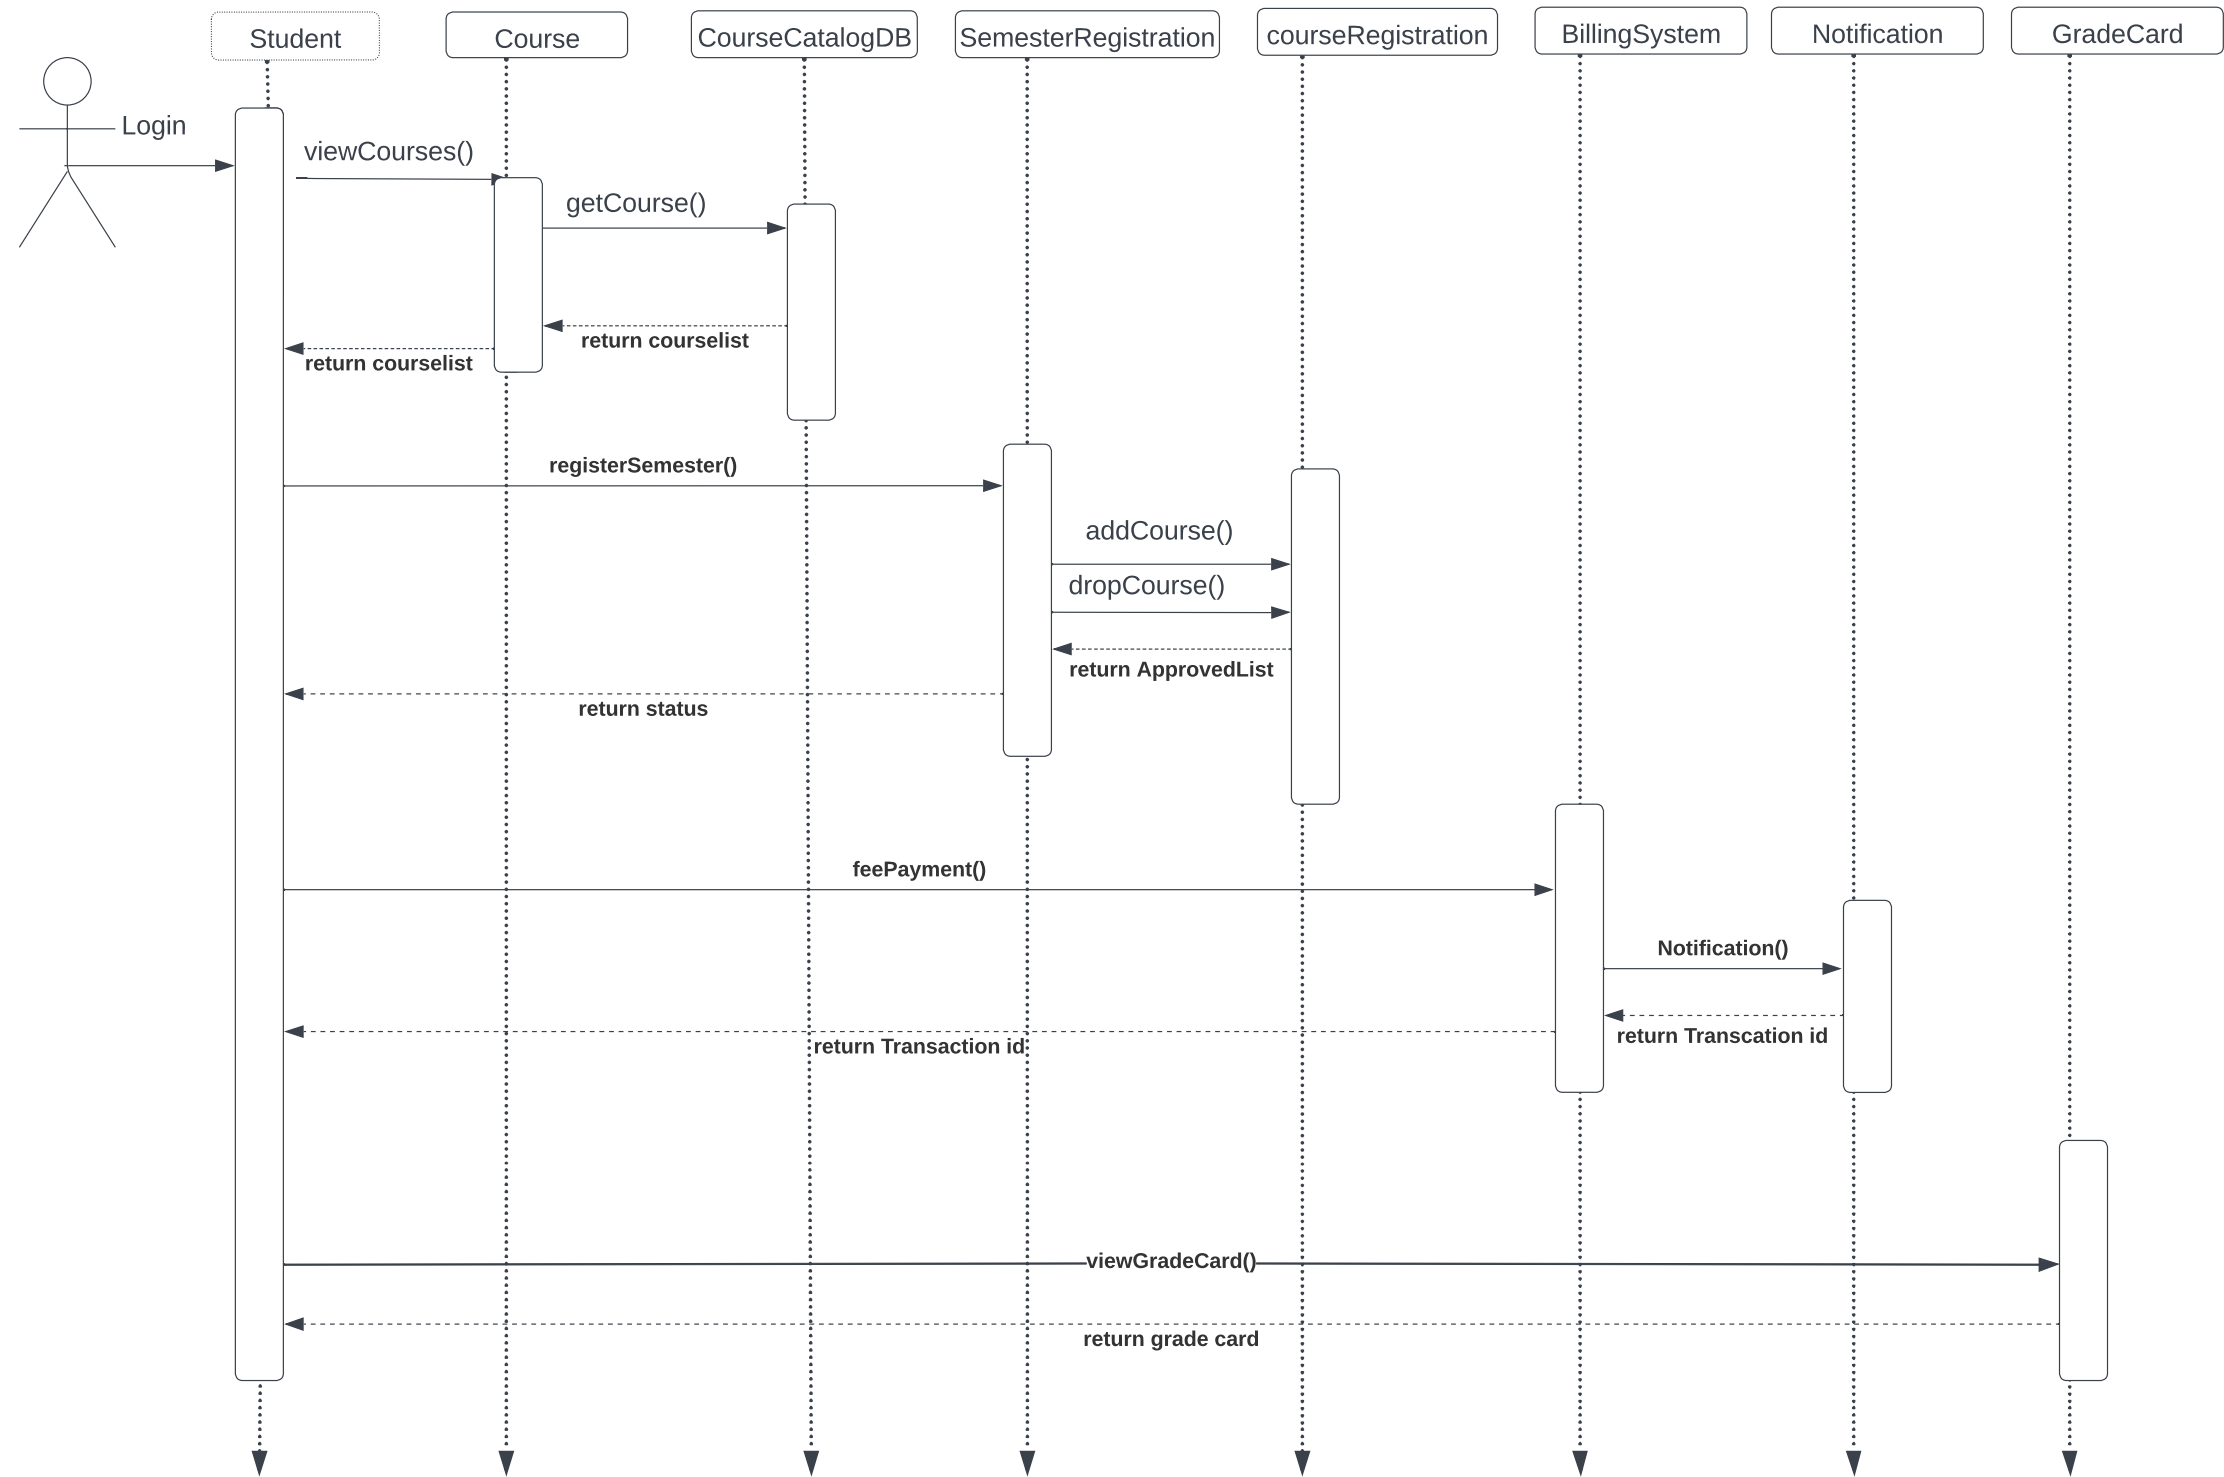 Student
Course
CourseCatalogDB
SemesterRegistration
courseRegistration
BillingSystem
Notification
GradeCard
Login
viewCourses()
getCourse()
return courselist
return courselist
registerSemester()
addCourse()
dropCourse()
return ApprovedList
return status
feePayment()
Notification()
return Transcation id
return Transaction id
viewGradeCard()
return grade card